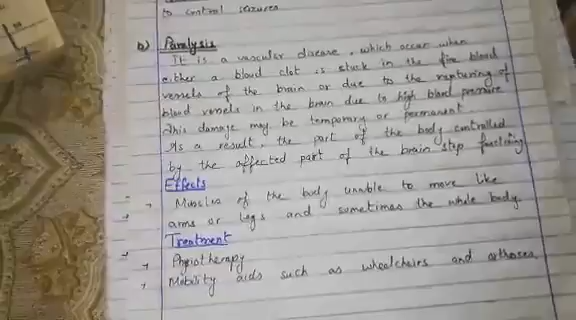 to control seizures
b) Paralysis
It is a vascular disease, which occur when
either a blood clot is stuck in the fine blood
vessels of the brain or due to the rupturing of
blood vessels in the brain due to high blood pressure
This damage may be temporary or permanent.
As a result, the part of the body controlled
by the affected part of the brain stop functioning
Effects
→ Muscles of the body unable to move like
→ arms or legs and sometimes the whole body.
Treatment
→ Physiotherapy
→ Mobility aids such as wheelchairs and orthoses.